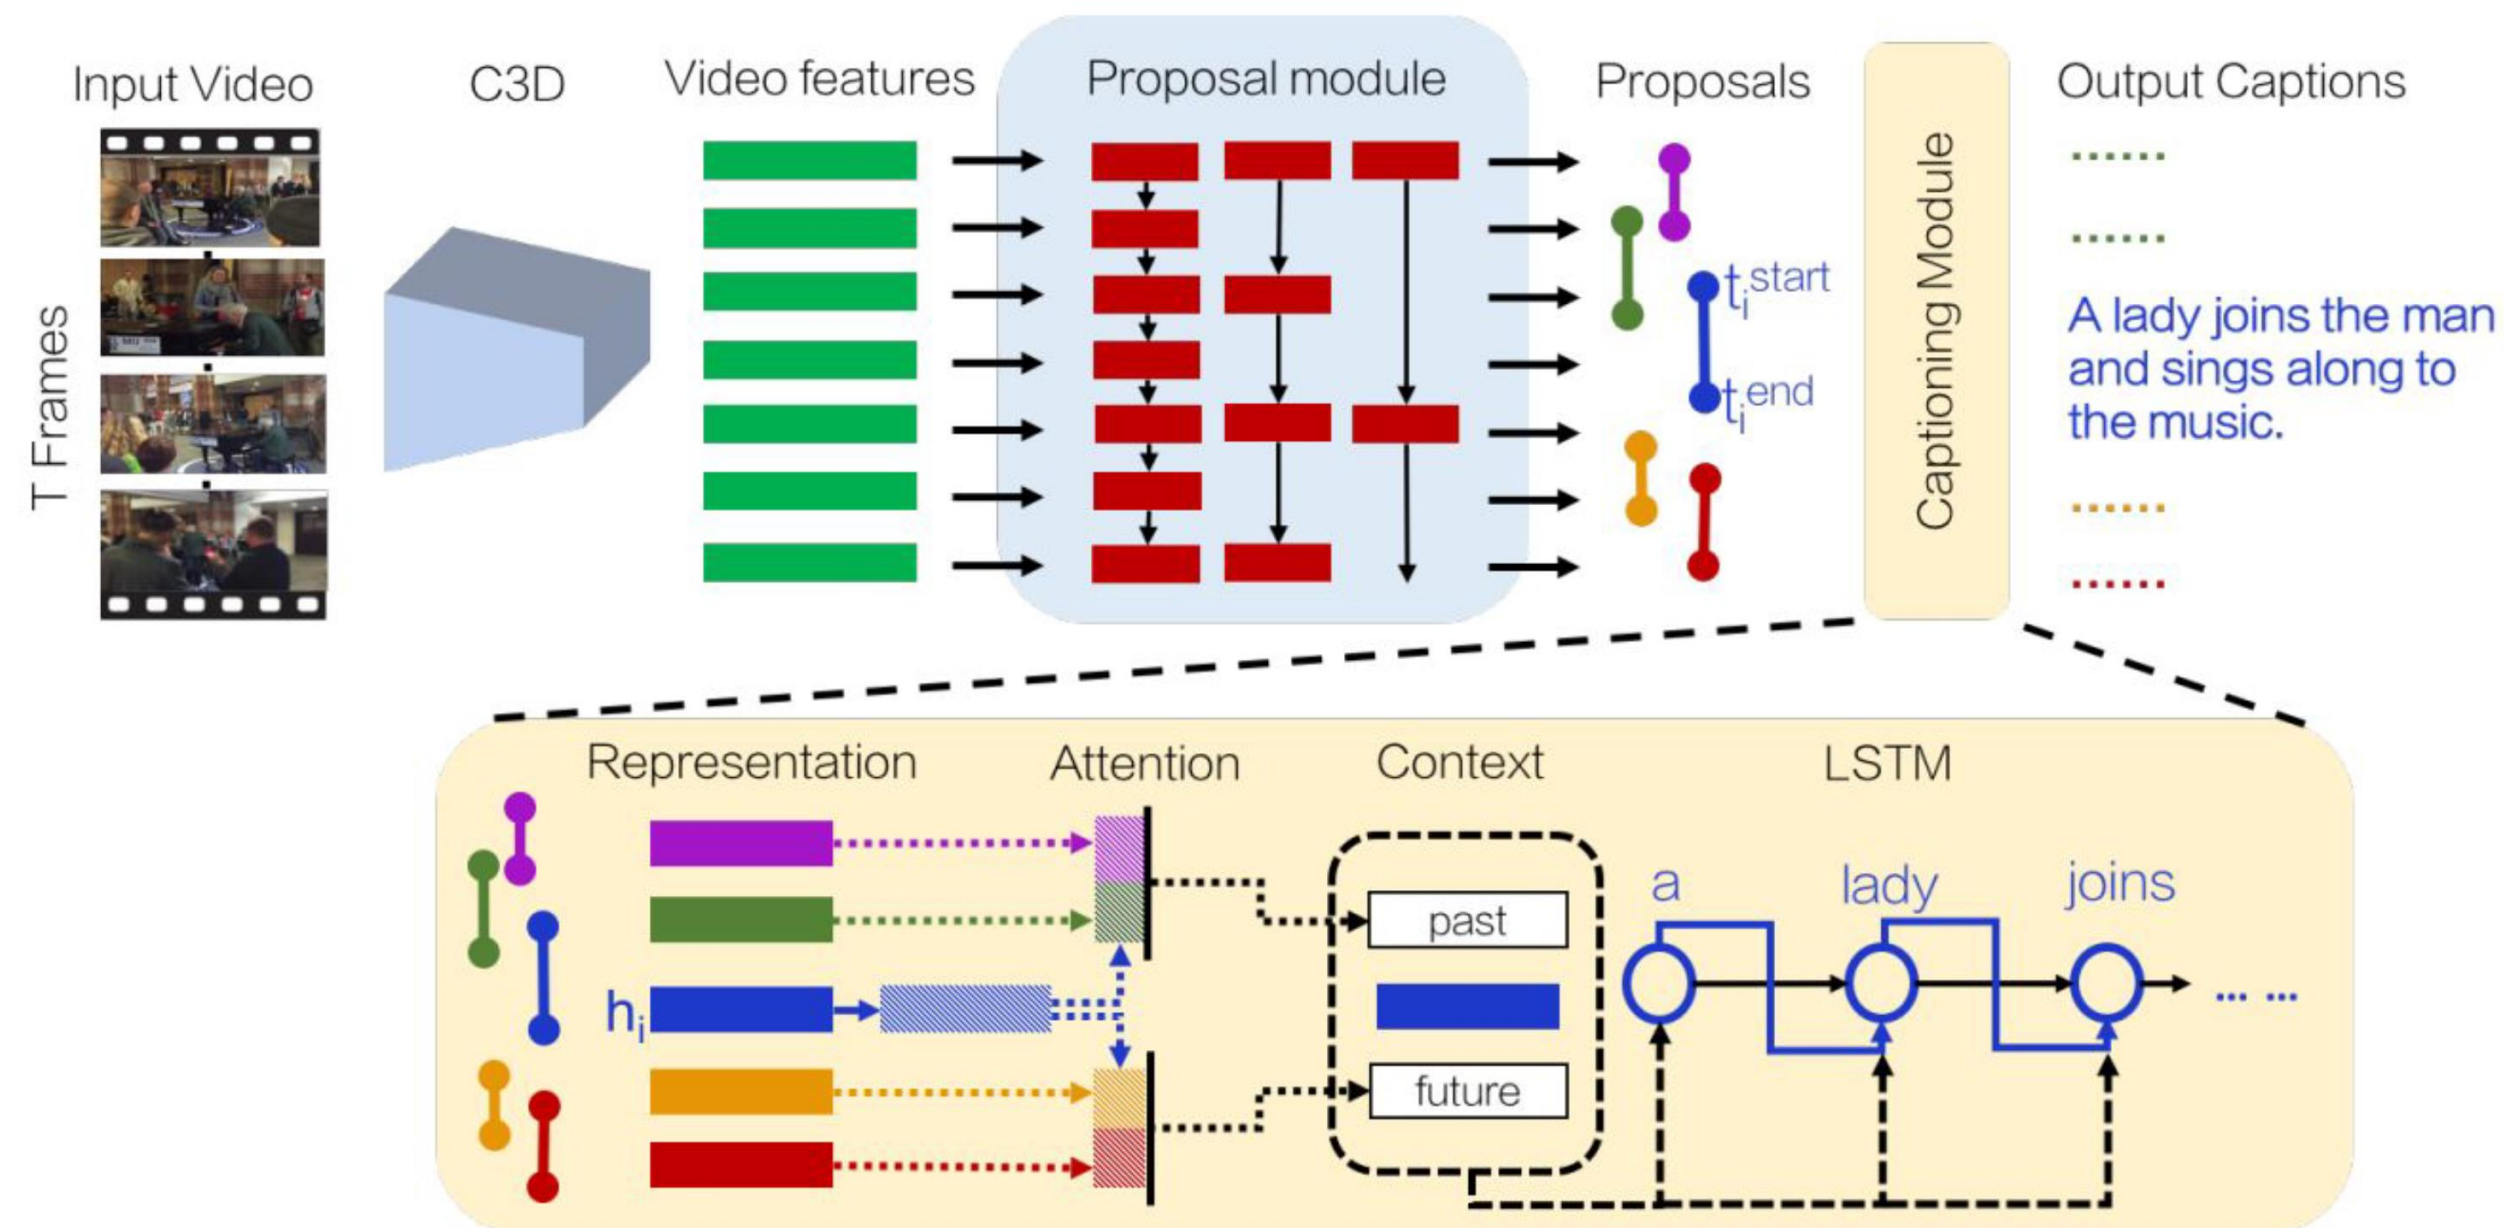 Input Video
C3D
Video features
Proposal module
Proposals
Output Captions
T Frames
t_i^start
t_i^end
Captioning Module
A lady joins the man
and sings along to
the music.
Representation
Attention
Context
LSTM
h_i
past
future
a
lady
joins
... ...